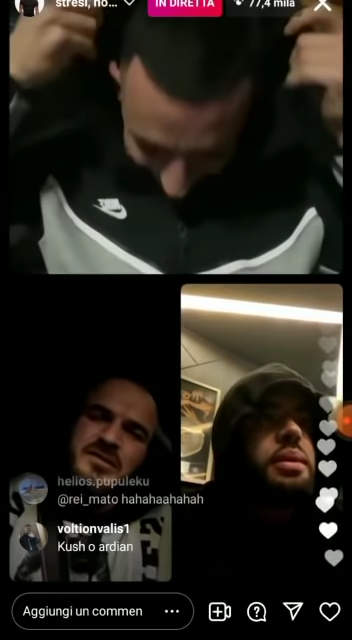 stresi, no...
IN DIRETTA
77,4 mila
helios.pupuleku
@rei_mato hahahaahahah
voltionvalis1
Kush o ardian
Aggiungi un commen